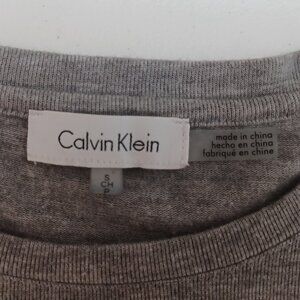 Calvin Klein
made in china
hecho en china
fabriqué en chine
S
CH
P